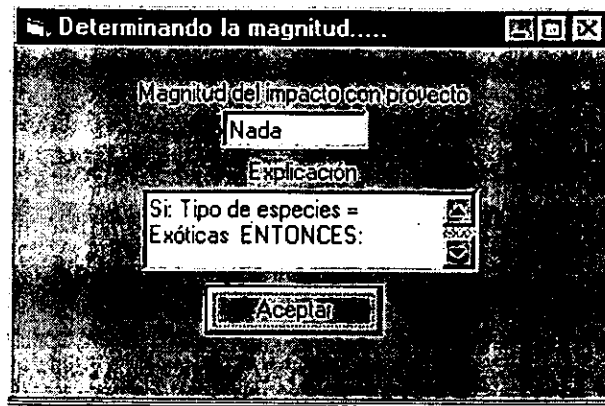 Determinando la magnitud.....
Magnitud del impacto con proyecto
Nada
Explicación
Si: Tipo de especies =
Exóticas ENTONCES:
Aceptar